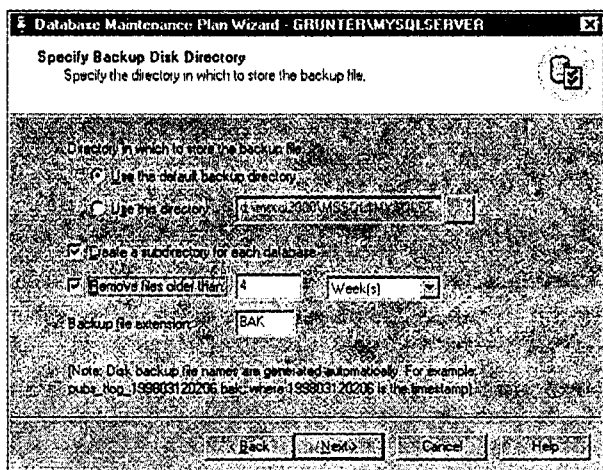 Database Maintenance Plan Wizard - GRUNTER\MYSQLSERVER
Specify Backup Disk Directory
Specify the directory in which to store the backup file.
Directory in which to store the backup file:
Use the default backup directory
Use this directory:
Create a subdirectory for each database
Remove files older than: 4 Week(s)
Backup file extension: BAK
(Note: Disk backup file names are generated automatically. For example:
pubs_tlog_199803120206.bak, where 199803120206 is the timestamp)
< Back Next > Cancel Help